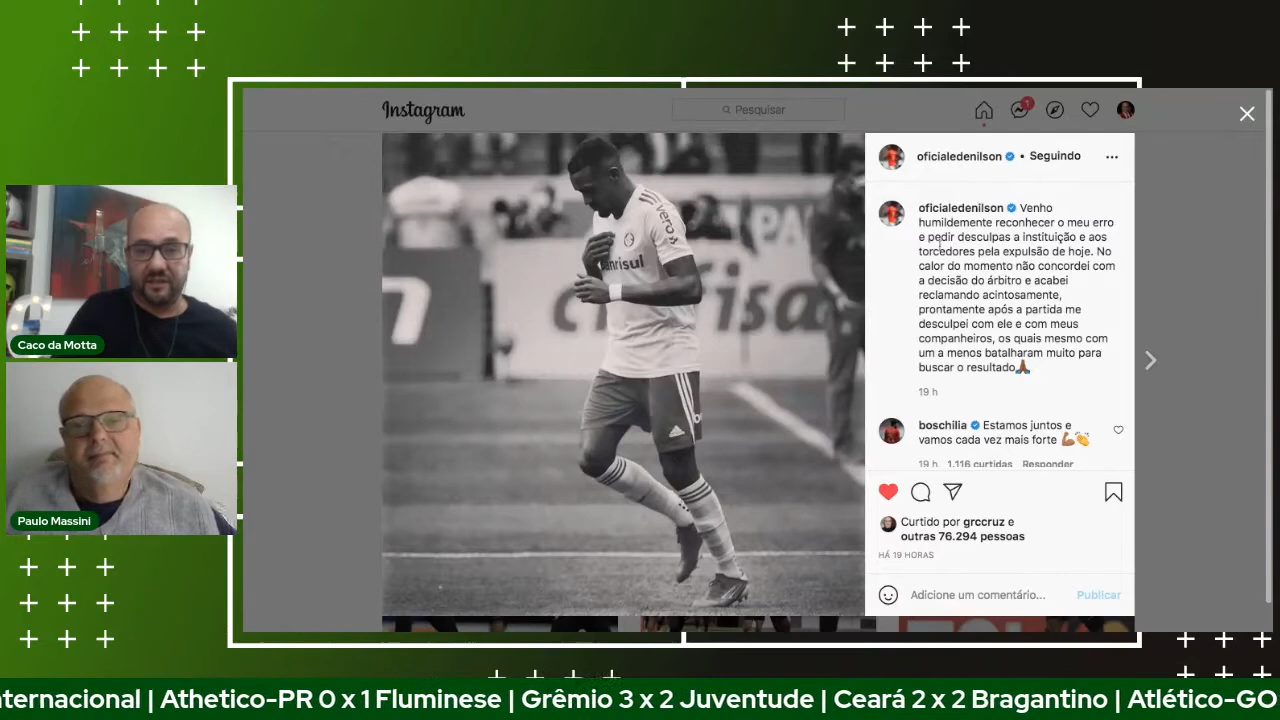 Instagram
Pesquisar
1
oficialedenilson • Seguindo
oficialedenilson Venho
humildemente reconhecer o meu erro
e pedir desculpas a instituição e aos
torcedores pela expulsão de hoje. No
calor do momento não concordei com
a decisão do árbitro e acabei
reclamando acintosamente,
prontamente após a partida me
desculpei com ele e com meus
companheiros, os quais mesmo com
um a menos batalharam muito para
buscar o resultado🙏🏾
19 h
boschilia Estamos juntos e
vamos cada vez mais forte 💪🏽👏🏽
19 h 1.116 curtidas Responder
Curtido por grccruz e
outras 76.294 pessoas
HÁ 19 HORAS
Adicione um comentário... Publicar
banrisul
7
Caco da Motta
Paulo Massini
nternacional | Athetico-PR 0 x 1 Fluminese | Grêmio 3 x 2 Juventude | Ceará 2 x 2 Bragantino | Atlético-GO